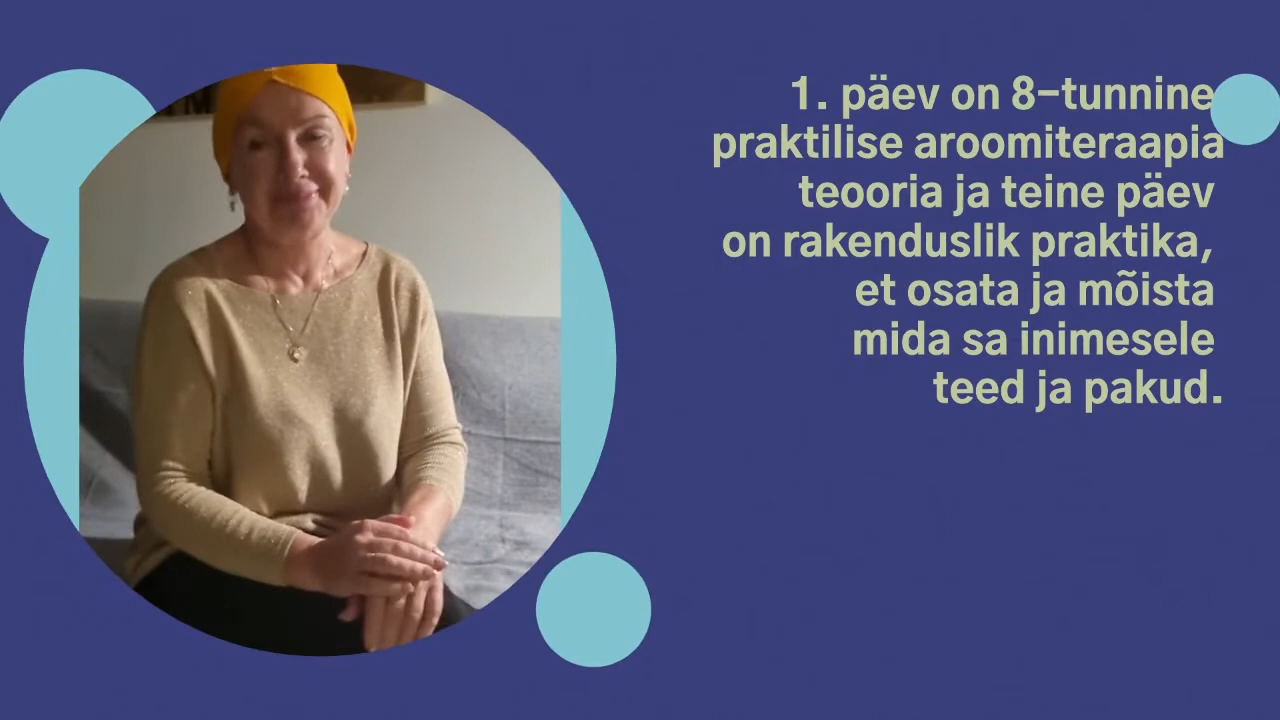 1. päev on 8-tunnine
praktilise aroomiteraapia
teooria ja teine päev
on rakenduslik praktika,
et osata ja mõista
mida sa inimesele
teed ja pakud.